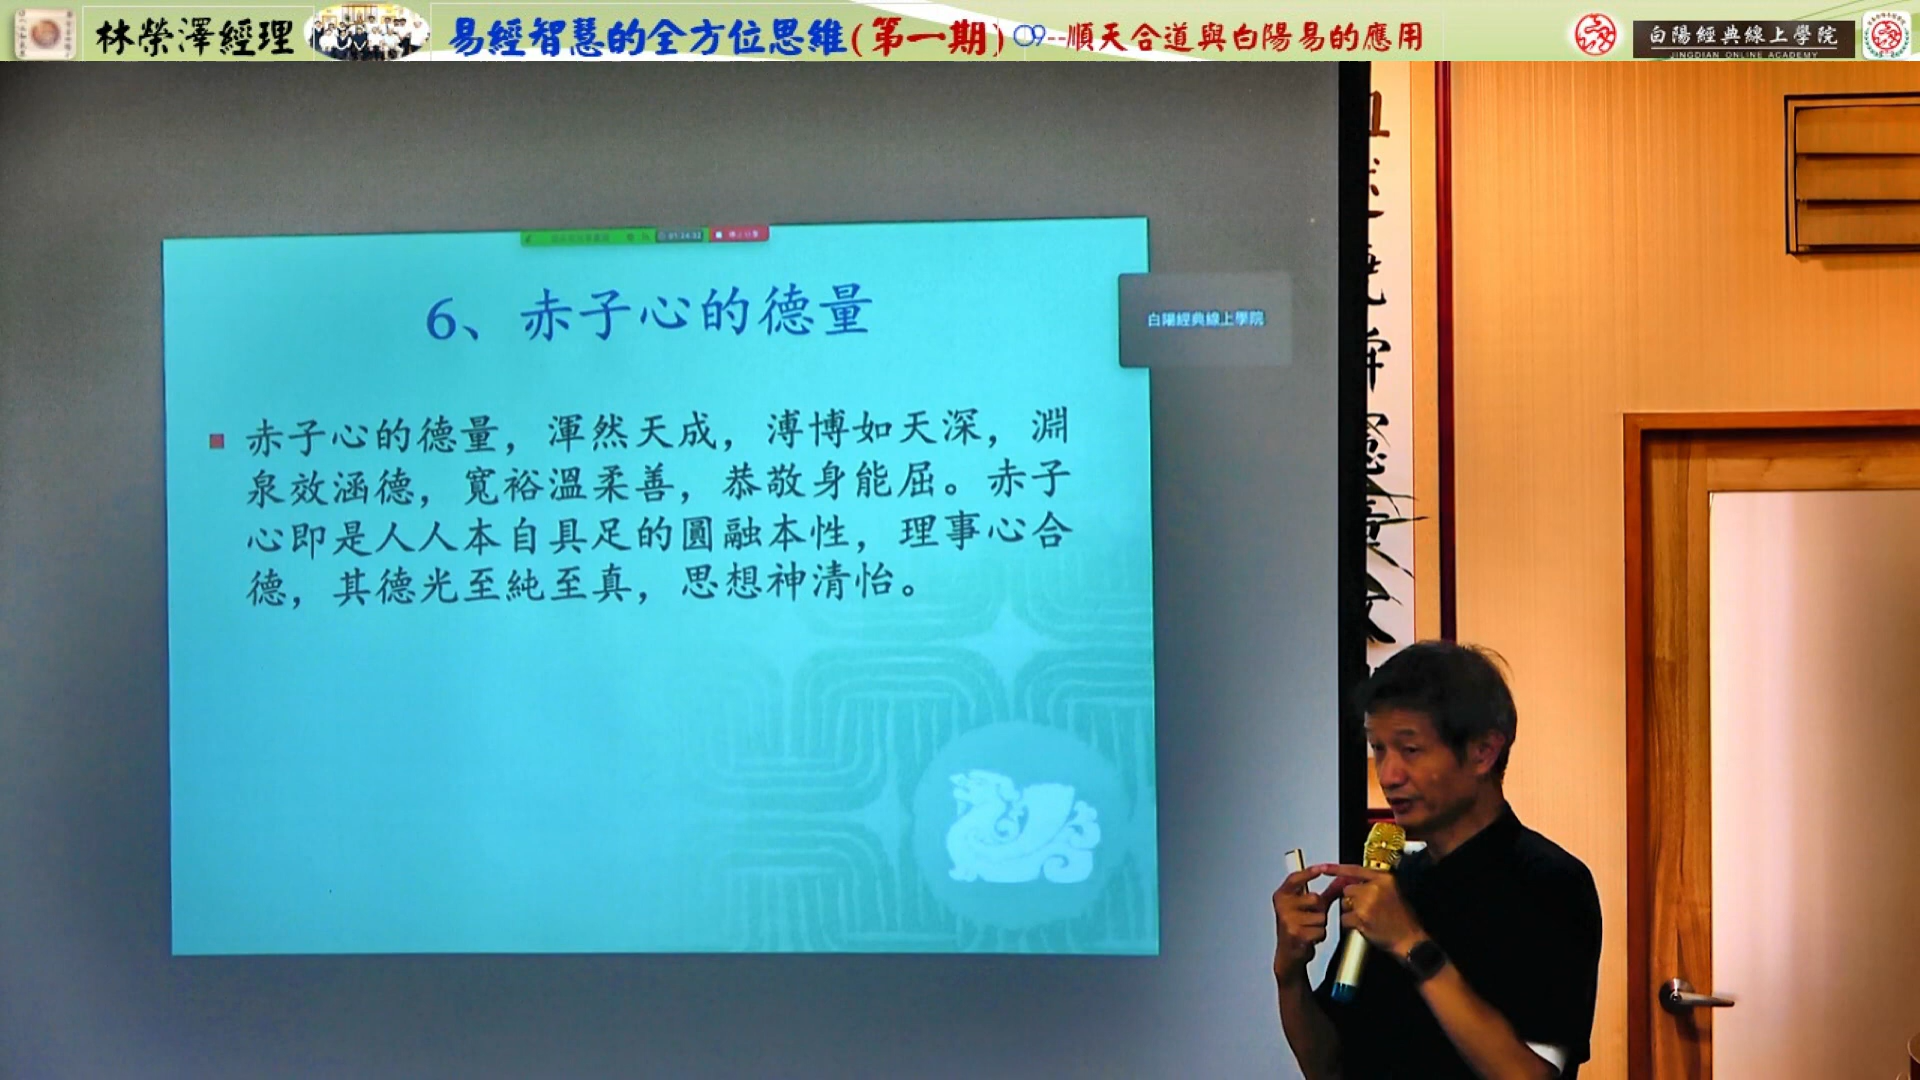 林榮澤經理 易經智慧的全方位思維(第一期) 09--順天合道與白陽易的應用 白陽經典線上學院
JINGDIAN ONLINE ACADEMY
6、赤子心的德量
白陽經典線上學院
赤子心的德量，渾然天成，溥博如天深，淵
泉效涵德，寬裕溫柔善，恭敬身能屈。赤子
心即是人人本自具足的圓融本性，理事心合
德，其德光至純至真，思想神清怡。